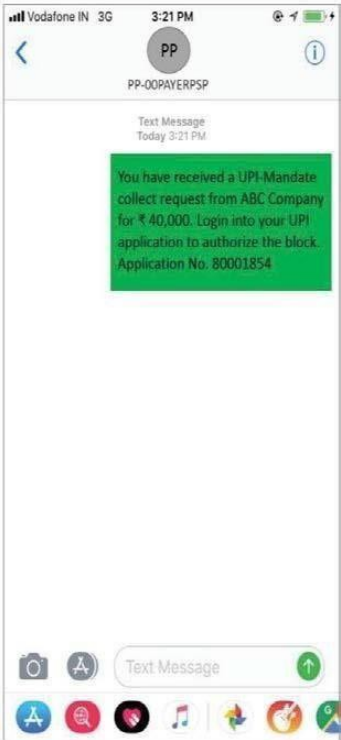 Vodafone IN 3G 3:21 PM
PP
PP-OOPAYERPSP
Text Message
Today 3:21 PM
You have received a UPI-Mandate
collect request from ABC Company
for ₹ 40,000. Login into your UPI
application to authorize the block.
Application No. 80001854
Text Message